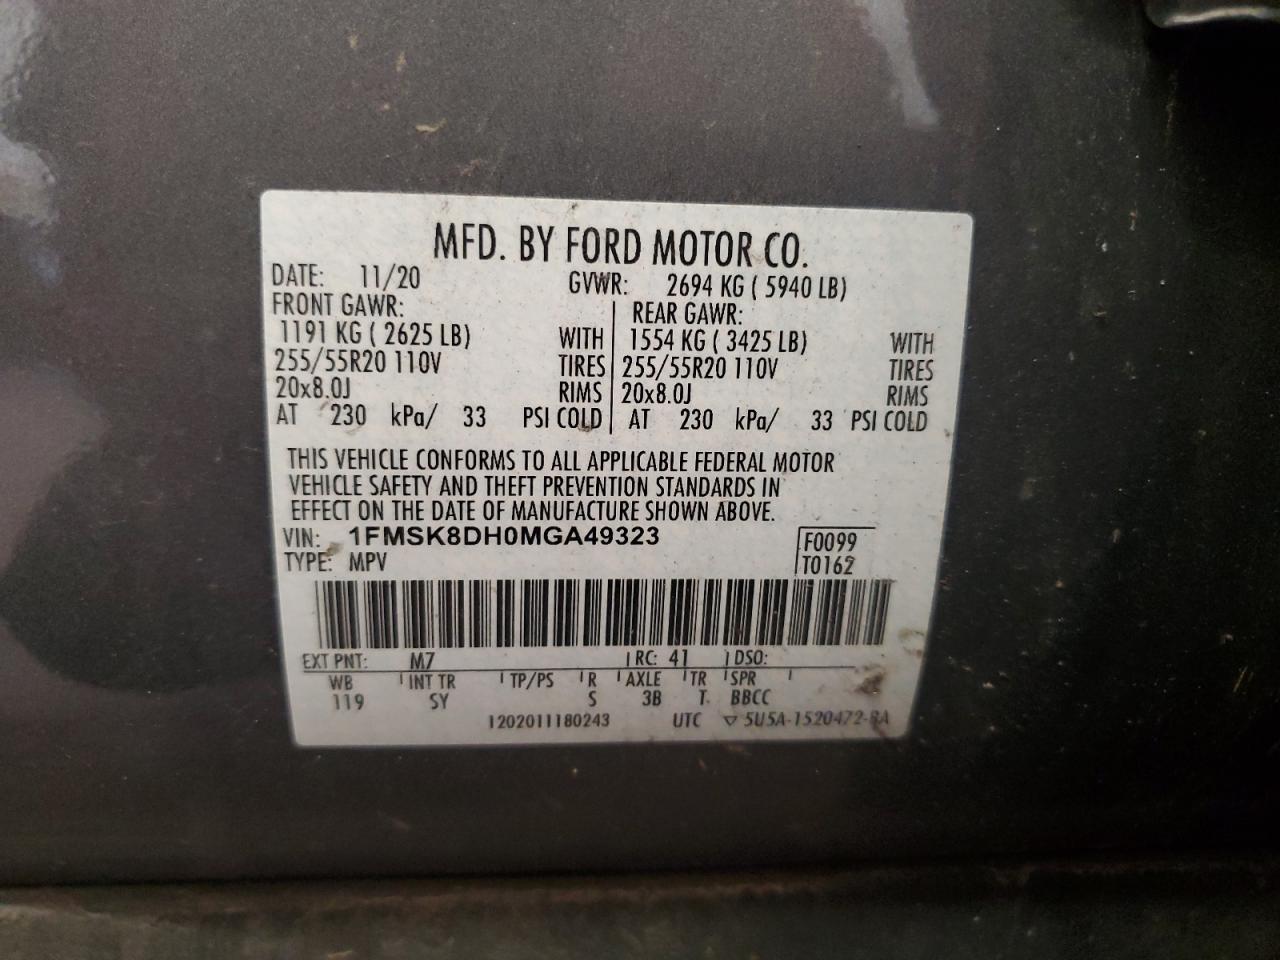 MFD. BY FORD MOTOR CO.
DATE: 11/20 GVWR: 2694 KG ( 5940 LB)
FRONT GAWR: REAR GAWR:
1191 KG ( 2625 LB) WITH 1554 KG ( 3425 LB) WITH
255/55R20 110V TIRES 255/55R20 110V TIRES
20x8.0J RIMS 20x8.0J RIMS
AT 230 kPa/ 33 PSI COLD AT 230 kPa/ 33 PSI COLD
THIS VEHICLE CONFORMS TO ALL APPLICABLE FEDERAL MOTOR
VEHICLE SAFETY AND THEFT PREVENTION STANDARDS IN
EFFECT ON THE DATE OF MANUFACTURE SHOWN ABOVE.
VIN: 1FMSK8DH0MGA49323 F0099
TYPE: MPV T0162
EXT PNT: M7 RC: 41 DSO:
WB INT TR TP/PS R AXLE TR SPR
119 SY S 3B T BBCC
1202011180243 UTC ▽ 5U5A-1520472-BA